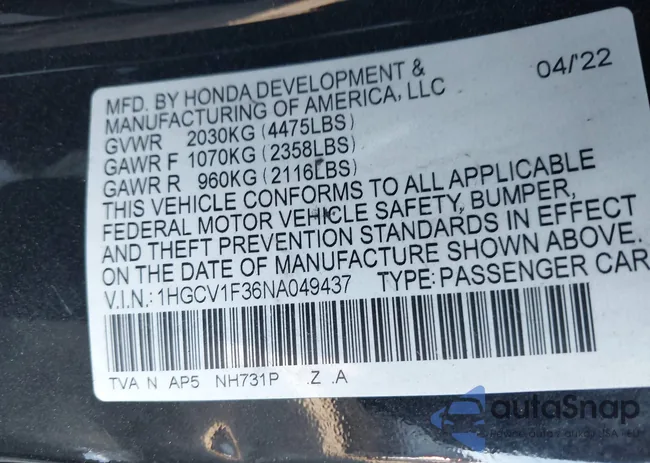 MFD. BY HONDA DEVELOPMENT & 04/'22
MANUFACTURING OF AMERICA, LLC
GVWR 2030KG (4475LBS)
GAWR F 1070KG (2358LBS)
GAWR R 960KG (2116LBS)
THIS VEHICLE CONFORMS TO ALL APPLICABLE
FEDERAL MOTOR VEHICLE SAFETY, BUMPER,
AND THEFT PREVENTION STANDARDS IN EFFECT
ON THE DATE OF MANUFACTURE SHOWN ABOVE.
V.I.N.: 1HGCV1F36NA049437 TYPE: PASSENGER CAR
TVA N AP5 NH731P .Z .A
autaSnap